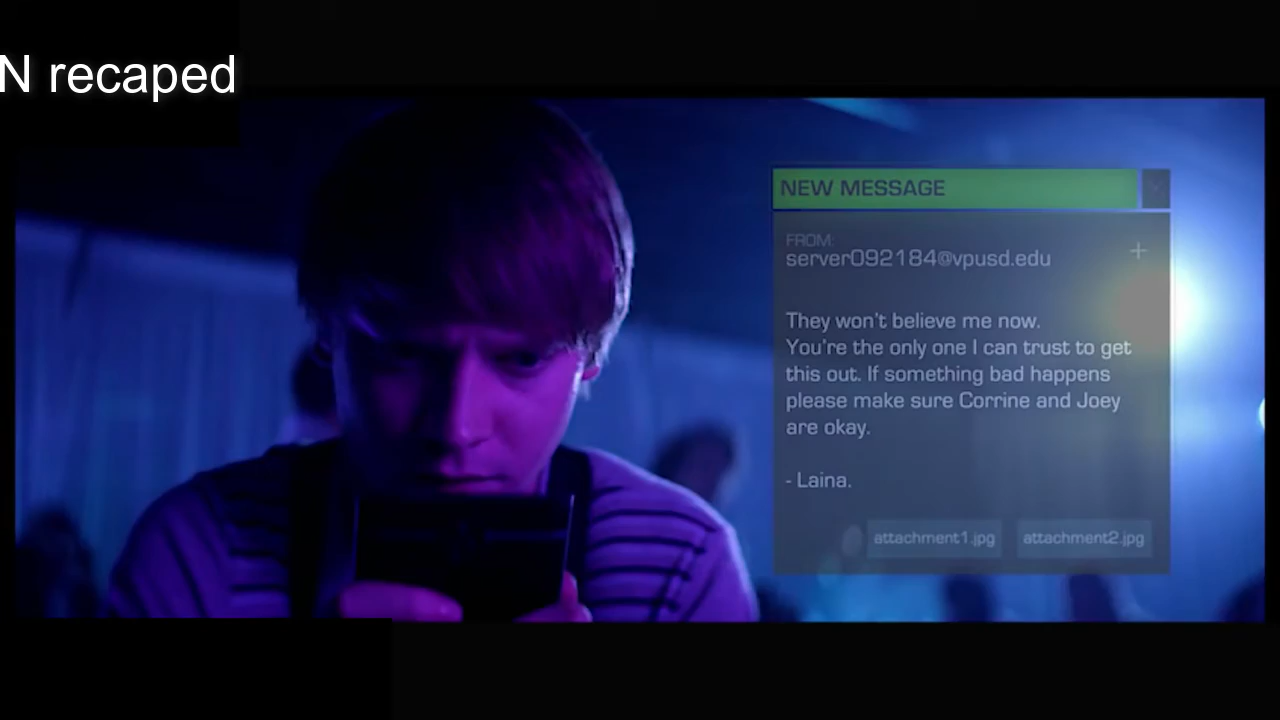 N recaped
NEW MESSAGE
FROM:
server092184@vpusd.edu
They won't believe me now.
You're the only one I can trust to get
this out. If something bad happens
please make sure Corrine and Joey
are okay.
- Laina.
attachment1.jpg
attachment2.jpg